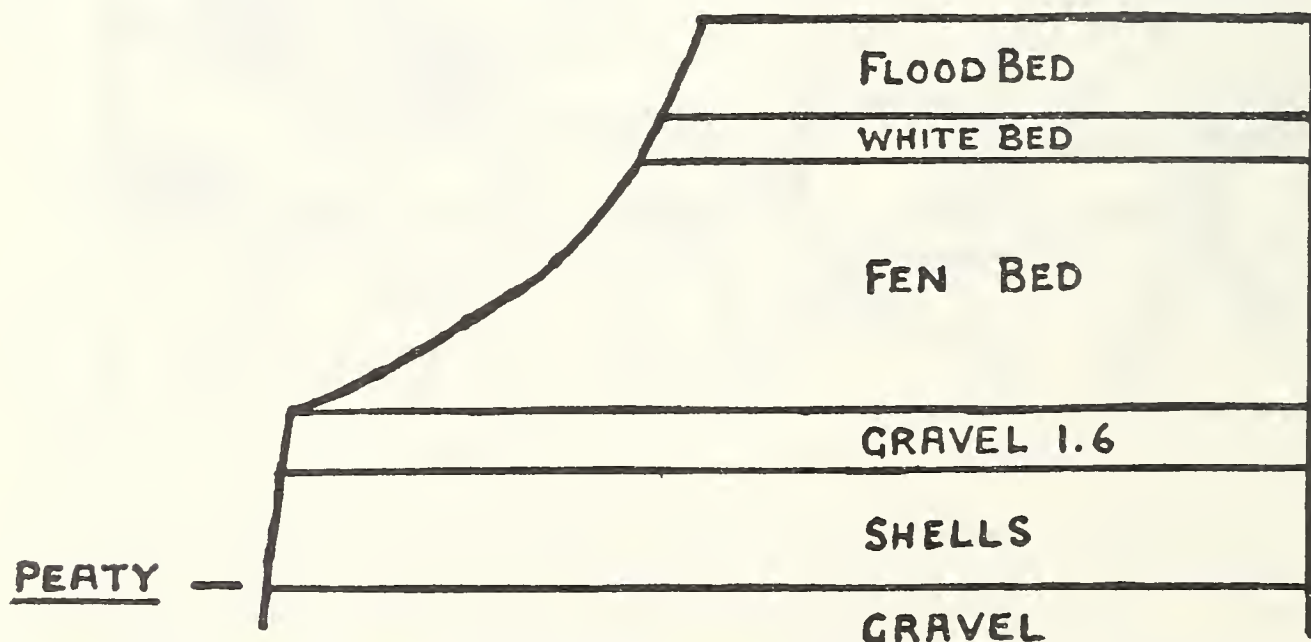 FLOOD BED
WHITE BED
FEN BED
GRAVEL 1.6
SHELLS
PEATY —
GRAVEL